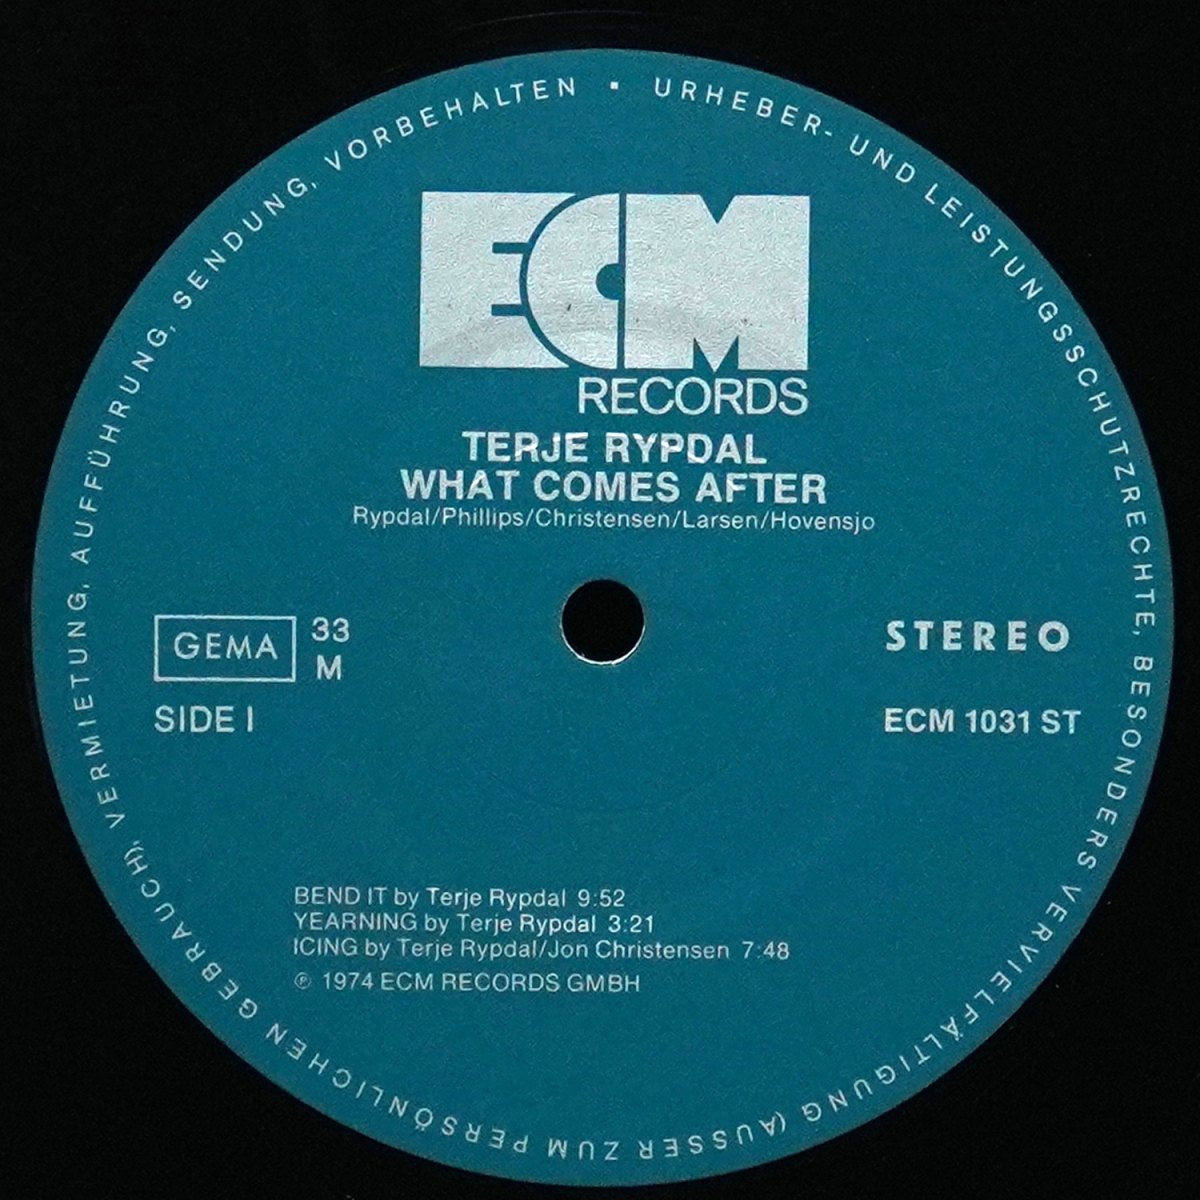 URHEBER- UND LEISTUNGSSCHUTZRECHTE, BESONDERS VERVIELFÄLTIGUNG (AUSSER ZUM PERSÖNLICHEN GEBRAUCH), VERMIETUNG, AUFFÜHRUNG, SENDUNG, VORBEHALTEN ·
ECM
RECORDS
TERJE RYPDAL
WHAT COMES AFTER
Rypdal/Phillips/Christensen/Larsen/Hovensjo
GEMA
33
M
STEREO
SIDE I
ECM 1031 ST
BEND IT by Terje Rypdal 9:52
YEARNING by Terje Rypdal 3:21
ICING by Terje Rypdal/Jon Christensen 7:48
℗ 1974 ECM RECORDS GMBH